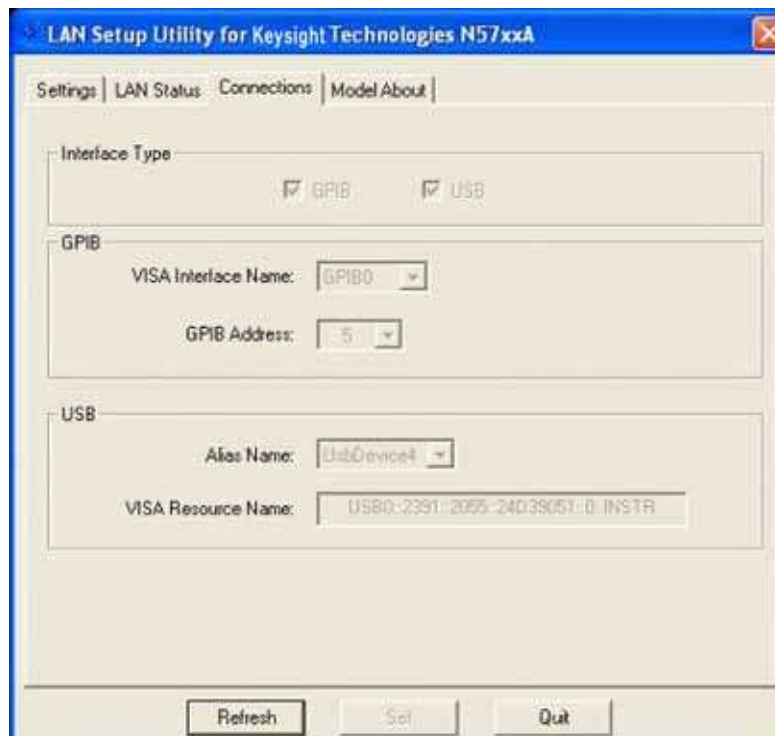 LAN Setup Utility for Keysight Technologies N57xxA
Settings LAN Status Connections Model About
Interface Type
GPIB USB
GPIB
VISA Interface Name: GPIB0
GPIB Address: 5
USB
Alias Name: UsbDevice4
VISA Resource Name: USB0::2391::2055::24D39051::0::INSTR
Refresh Set Quit